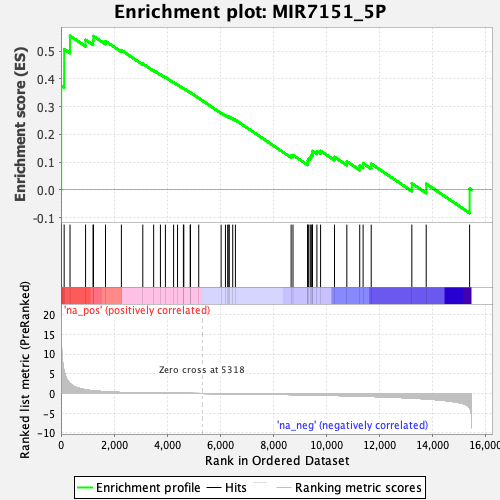 Enrichment plot: MIR7151_5P
Enrichment score (ES)
0.5
0.4
0.3
0.2
0.1
0.0
-0.1
'na_pos' (positively correlated)
Ranked list metric (PreRanked)
20
15
10
5
0
-5
-10
Zero cross at 5318
'na_neg' (negatively correlated)
0 2,000 4,000 6,000 8,000 10,000 12,000 14,000 16,000
Rank in Ordered Dataset
Enrichment profile Hits Ranking metric scores